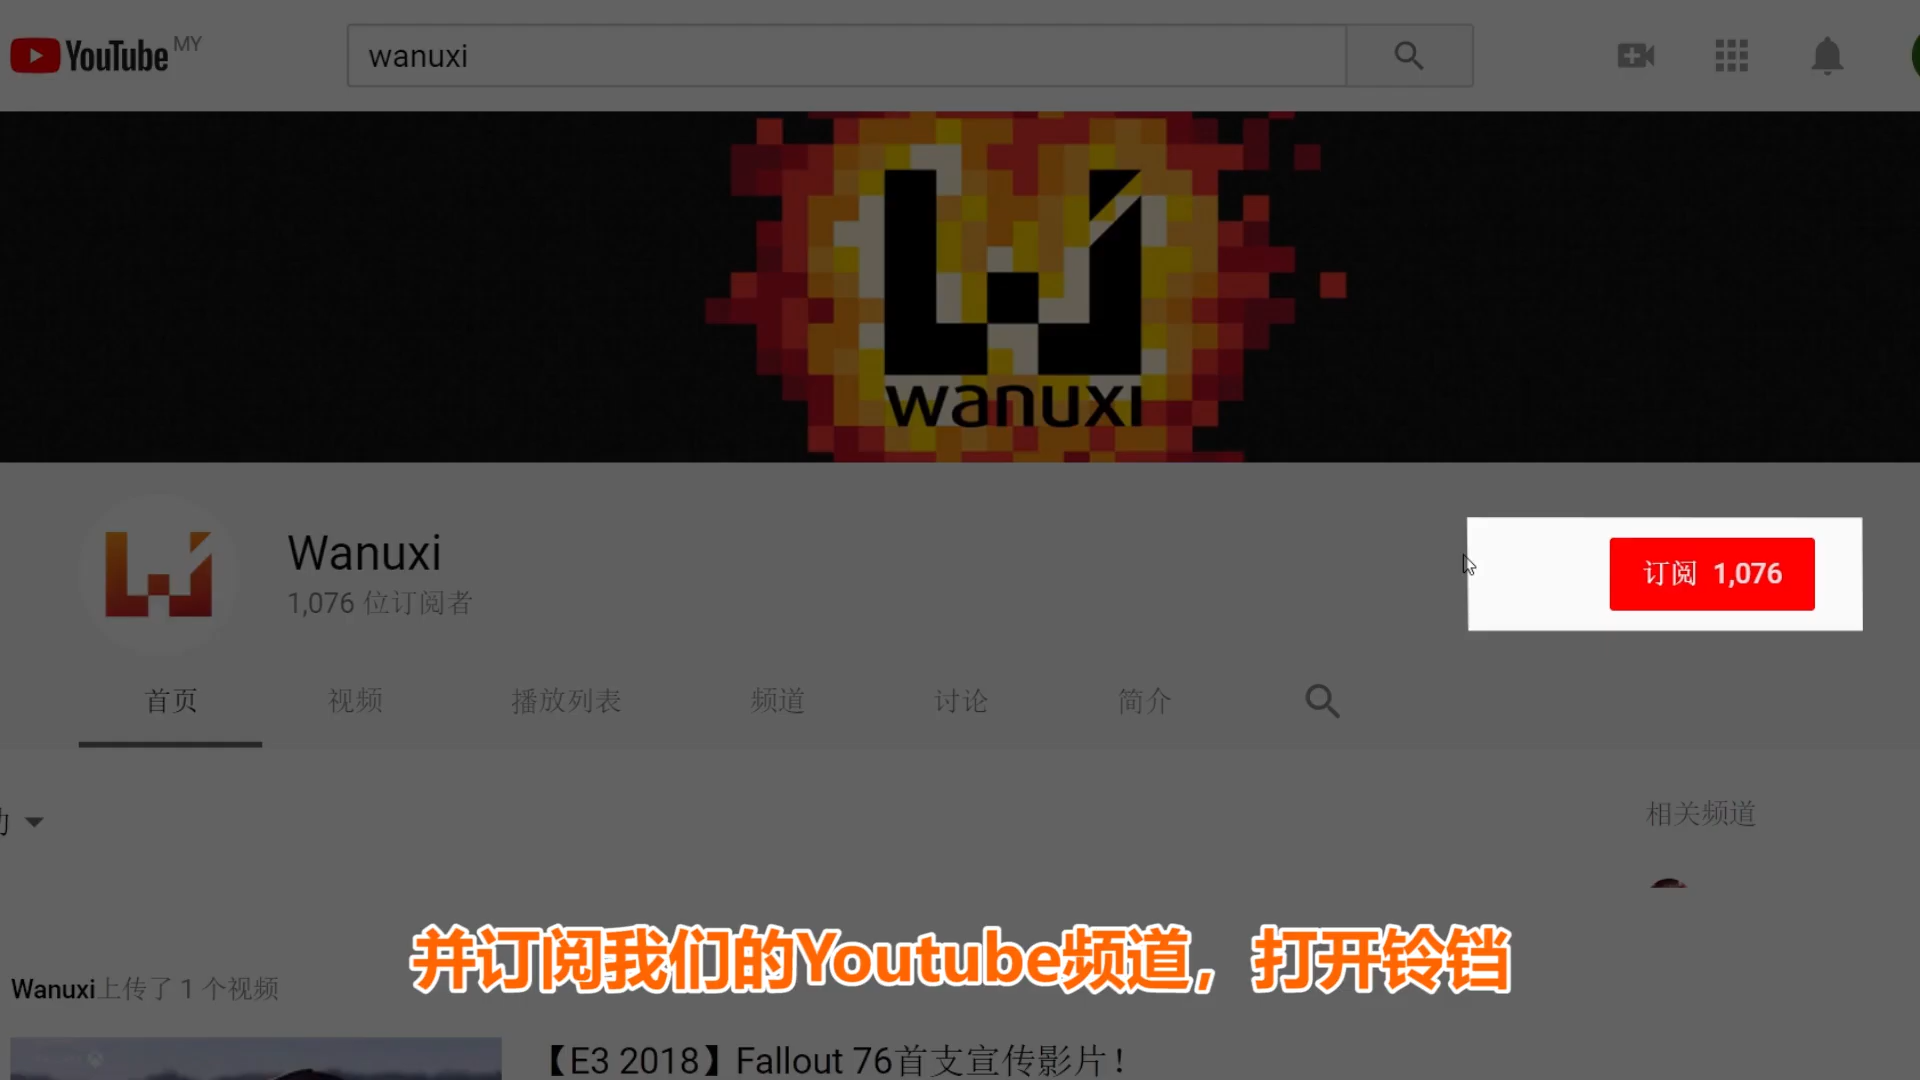 YouTube MY
wanuxi
wanuxi
Wanuxi
1,076 位订阅者
订阅 1,076
首页 视频 播放列表 频道 讨论 简介
相关频道
并订阅我们的Youtube频道，打开铃铛
Wanuxi上传了 1 个视频
【E3 2018】Fallout 76首支宣传影片！